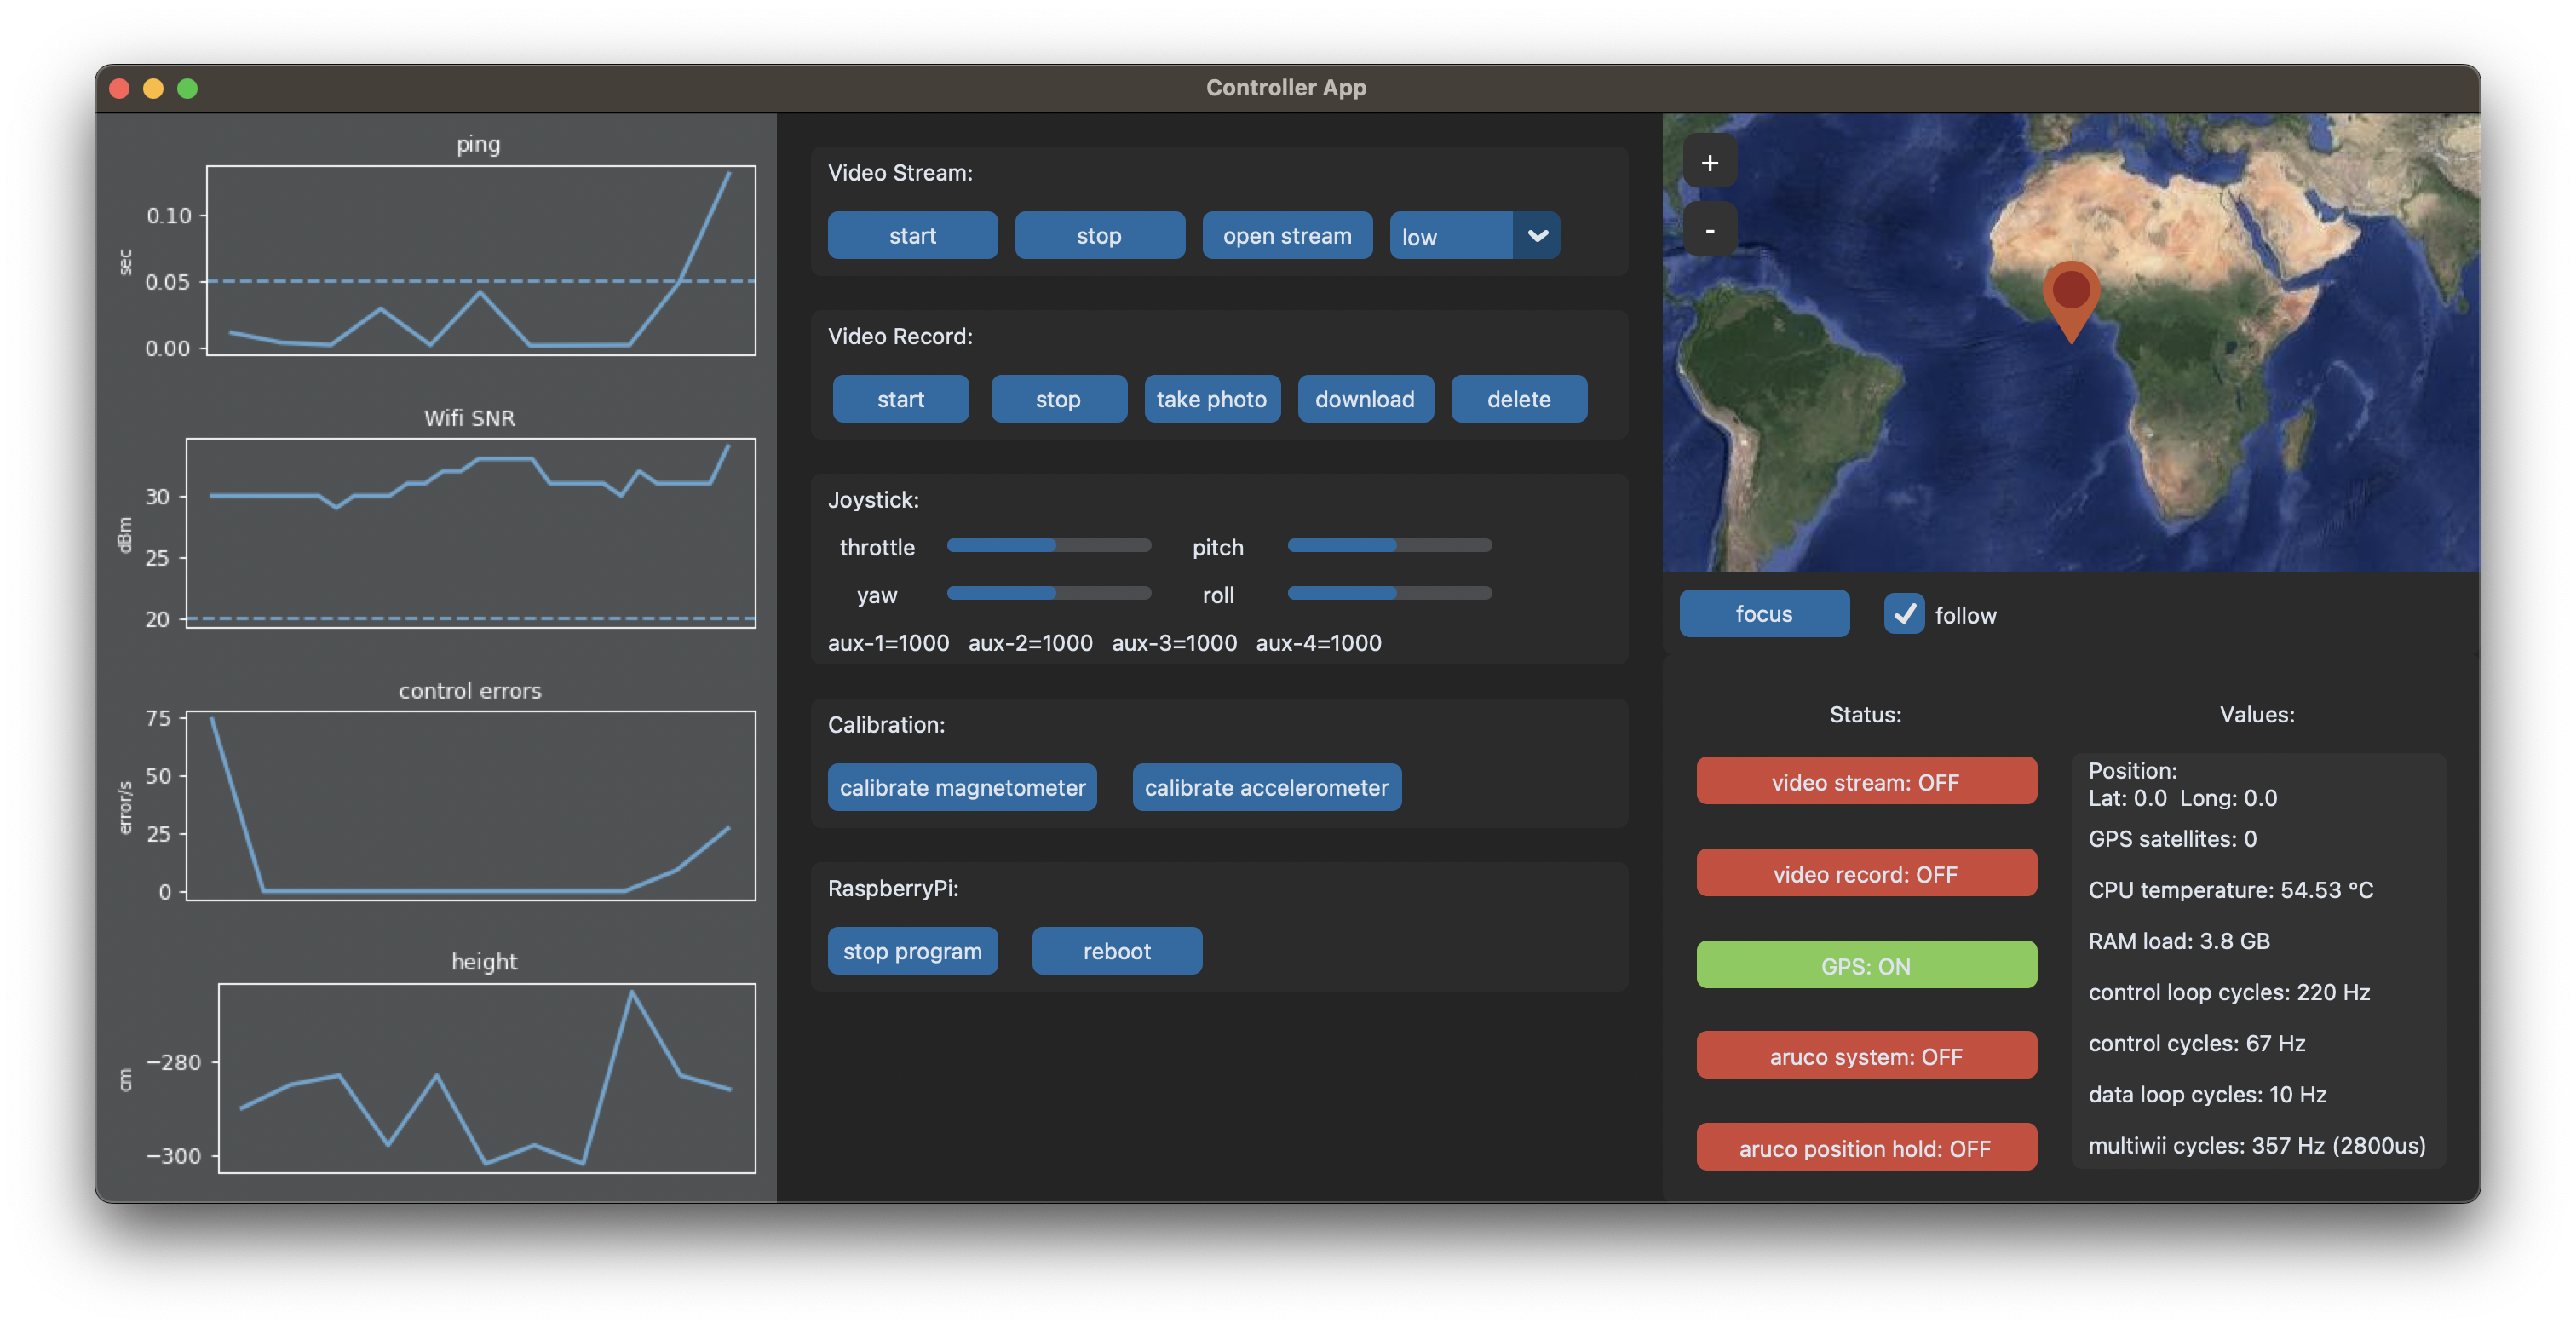 Controller App
ping
0.10
sec
0.05
0.00
Wifi SNR
30
dBm
25
20
control errors
75
50
error/s
25
0
height
−280
cm
−300
Video Stream:
start stop open stream low
Video Record:
start stop take photo download delete
Joystick:
throttle pitch
yaw roll
aux-1=1000 aux-2=1000 aux-3=1000 aux-4=1000
Calibration:
calibrate magnetometer calibrate accelerometer
RaspberryPi:
stop program reboot
+
-
focus follow
Status:
video stream: OFF
video record: OFF
GPS: ON
aruco system: OFF
aruco position hold: OFF
Values:
Position:
Lat: 0.0 Long: 0.0
GPS satellites: 0
CPU temperature: 54.53 °C
RAM load: 3.8 GB
control loop cycles: 220 Hz
control cycles: 67 Hz
data loop cycles: 10 Hz
multiwii cycles: 357 Hz (2800us)